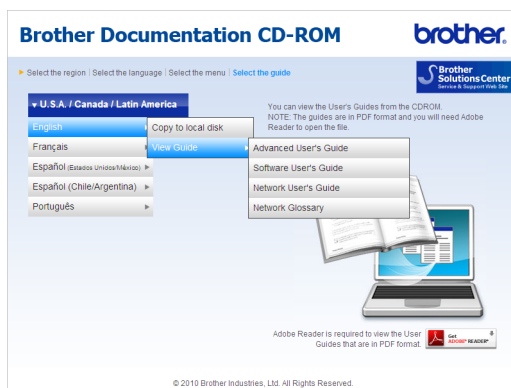 Brother Documentation CD-ROM
brother.
Select the region | Select the language | Select the menu | Select the guide
Brother
Solutions Center
Service & Support Web Site
U.S.A. / Canada / Latin America
You can view the User's Guides from the CDROM.
NOTE: The guides are in PDF format and you will need Adobe
Reader to open the file.
English
Copy to local disk
Français
View Guide
Advanced User's Guide
Español (Estados Unidos/México)
Software User's Guide
Español (Chile/Argentina)
Network User's Guide
Português
Network Glossary
Adobe Reader is required to view the User
Guides that are in PDF format.
Get
ADOBE® READER®
© 2010 Brother Industries, Ltd. All Rights Reserved.